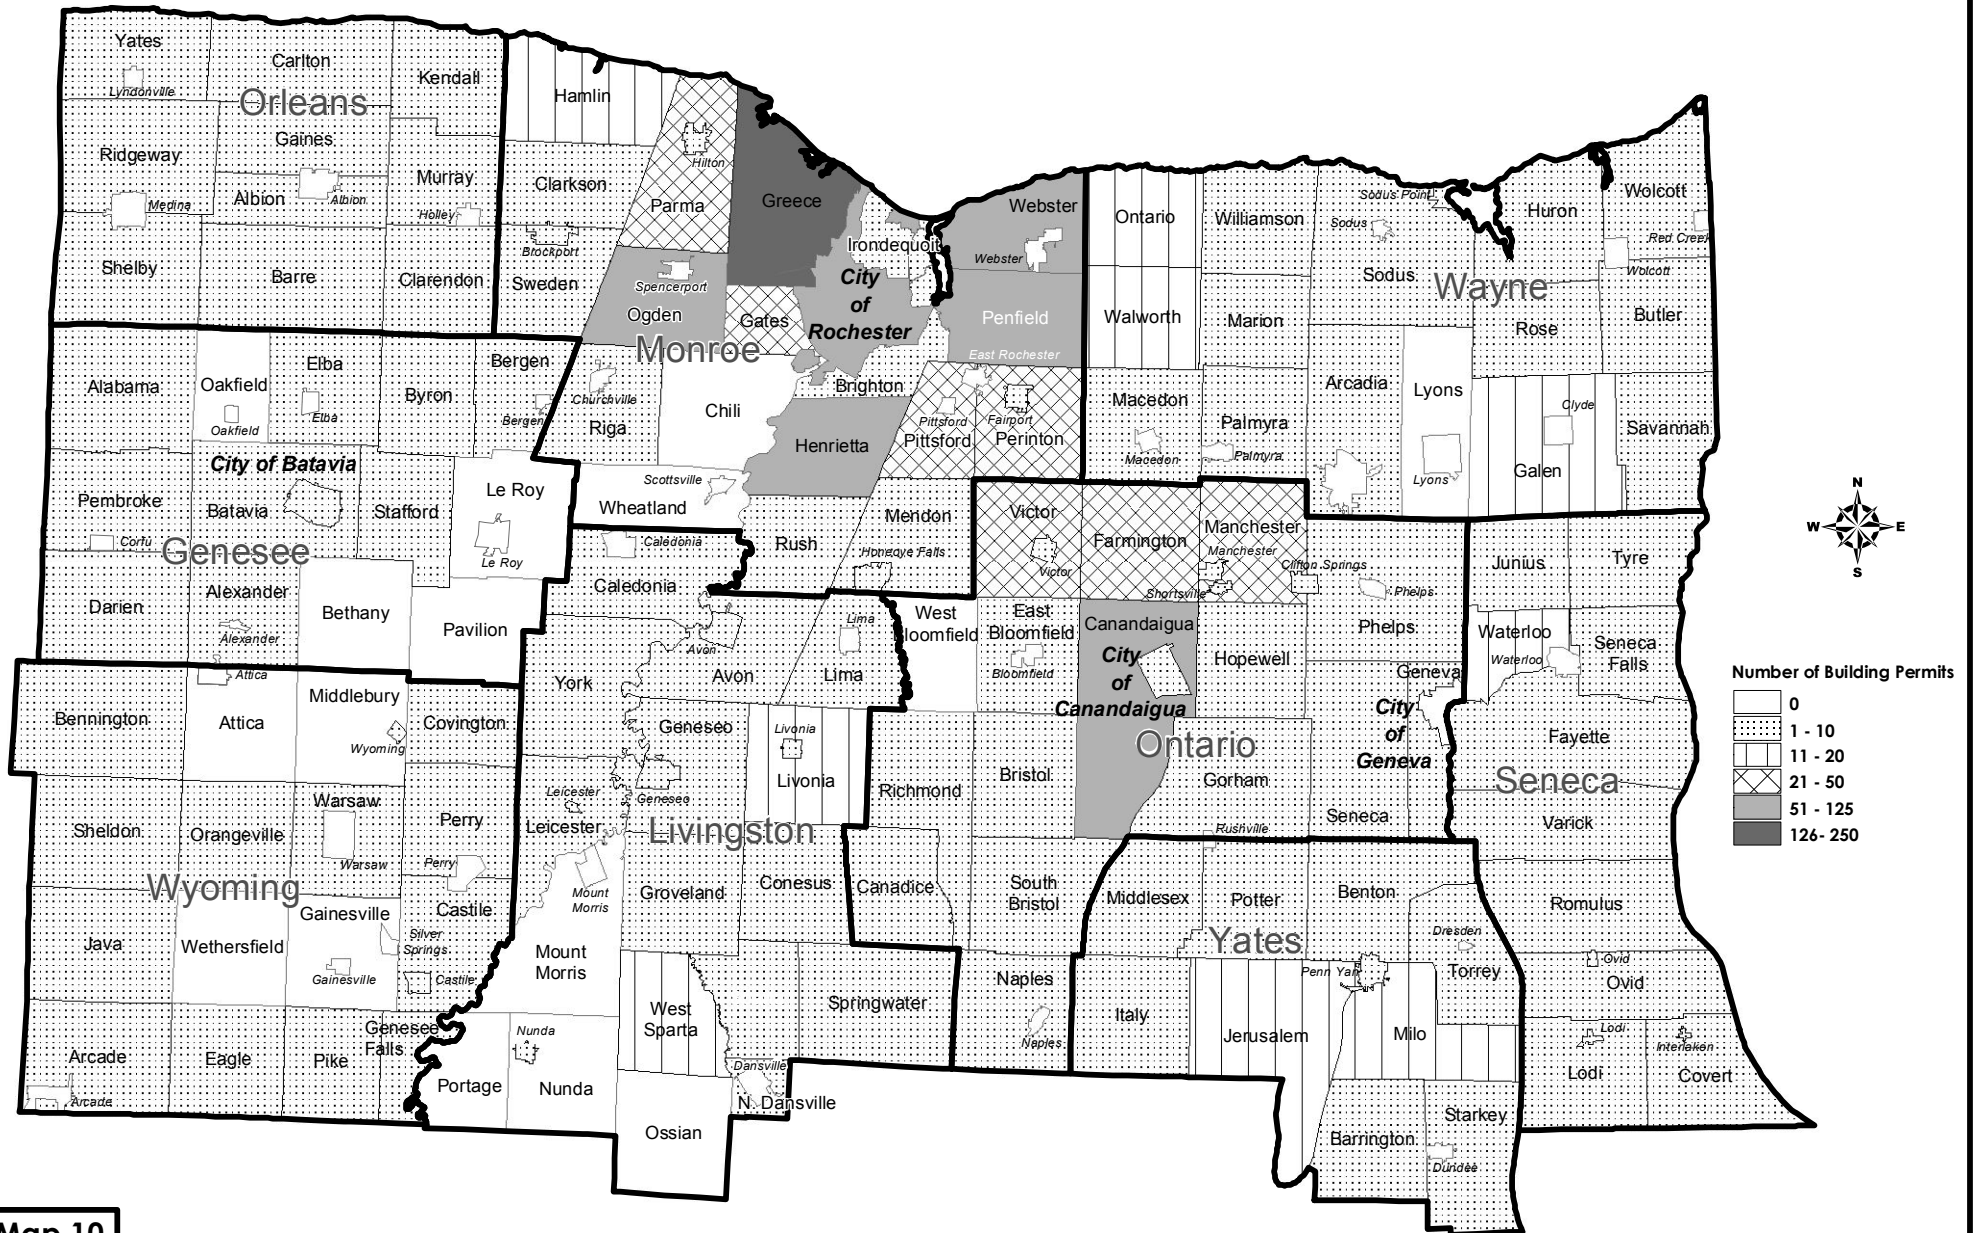 Yates
Lyndonville
Carlton
Kendall
Orleans
Ridgeway
Gaines
Medina
Albion
Albion
Murray
Holley
Shelby
Barre
Clarendon
Hamlin
Clarkson
Hilton
Parma
Greece
Brockport
Sweden
Spencerport
Ogden
Gates
Monroe
Irondequoit
City
of
Rochester
Webster
Webster
Penfield
East Rochester
Brighton
Churchville
Riga
Chili
Henrietta
Pittsford
Pittsford
Fairport
Perinton
Scottsville
Wheatland
Rush
Mendon
Honeoye Falls
Ontario
Williamson
Sodus Point
Sodus
Sodus
Huron
Wolcott
Red Creek
Wolcott
Wayne
Walworth
Marion
Rose
Butler
Macedon
Macedon
Palmyra
Palmyra
Arcadia
Lyons
Lyons
Clyde
Galen
Savannah
Alabama
Oakfield
Oakfield
Elba
Elba
Byron
Bergen
Bergen
City of Batavia
Pembroke
Corfu
Batavia
Stafford
Le Roy
Le Roy
Genesee
Darien
Alexander
Alexander
Bethany
Pavilion
Victor
Victor
Farmington
Manchester
Manchester
Shortsville
Clifton Springs
Phelps
Phelps
West
loomfield
East
Bloomfield
Bloomfield
Canandaigua
City
of
Canandaigua
Hopewell
Geneva
City
of
Geneva
Ontario
Gorham
Seneca
Rushville
Richmond
Bristol
Canadice
South
Bristol
Naples
Naples
Junius
Tyre
Waterloo
Waterloo
Seneca
Falls
Fayette
Seneca
Varick
Romulus
Ovid
Ovid
Lodi
Lodi
Interlaken
Covert
Caledonia
Caledonia
Lima
Lima
Avon
Avon
York
Geneseo
Geneseo
Livonia
Livonia
Leicester
Leicester
Livingston
Mount
Morris
Mount
Morris
Groveland
Conesus
West
Sparta
Springwater
Nunda
Nunda
Portage
Ossian
Dansville
N. Dansville
Bennington
Attica
Attica
Middlebury
Wyoming
Covington
Sheldon
Orangeville
Warsaw
Warsaw
Perry
Perry
Wyoming
Java
Wethersfield
Gainesville
Gainesville
Silver
Springs
Castile
Castile
Arcade
Arcade
Eagle
Pike
Genesee
Falls
Middlesex
Potter
Benton
Yates
Dresden
Torrey
Penn Yan
Italy
Jerusalem
Milo
Barrington
Starkey
Dundee
N
W
E
S
Number of Building Permits
0
1 - 10
11 - 20
21 - 50
51 - 125
126- 250
Map 10